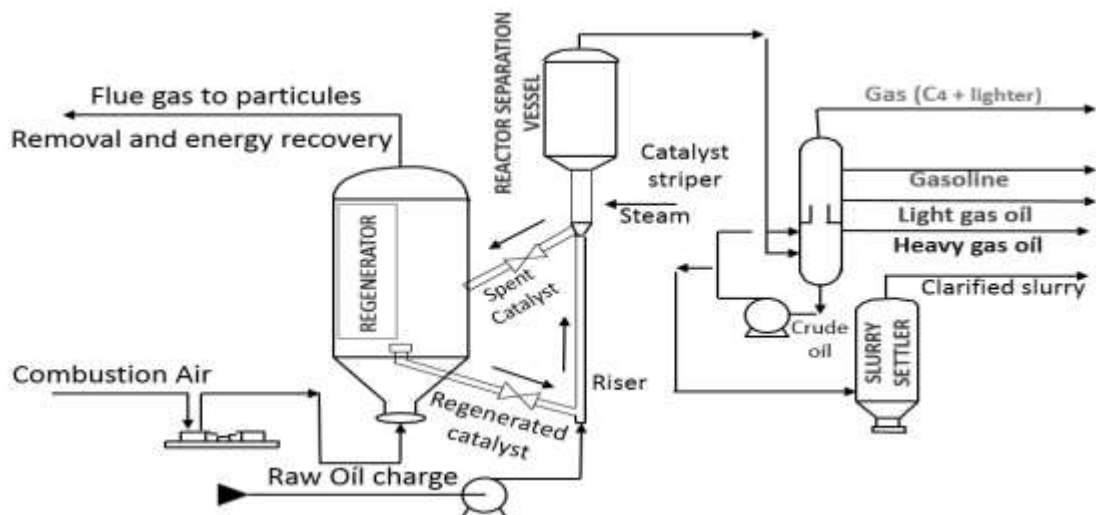 Flue gas to particules
Removal and energy recovery
REACTOR SEPARATION
VESSEL
Gas (C4 + lighter)
Catalyst
striper
Steam
Gasoline
Light gas oil
Heavy gas oil
REGENERATOR
Spent
Catalyst
Clarified slurry
Crude
oil
SLURRY
SETTLER
Combustion Air
Riser
Regenerated
catalyst
Raw Oil charge